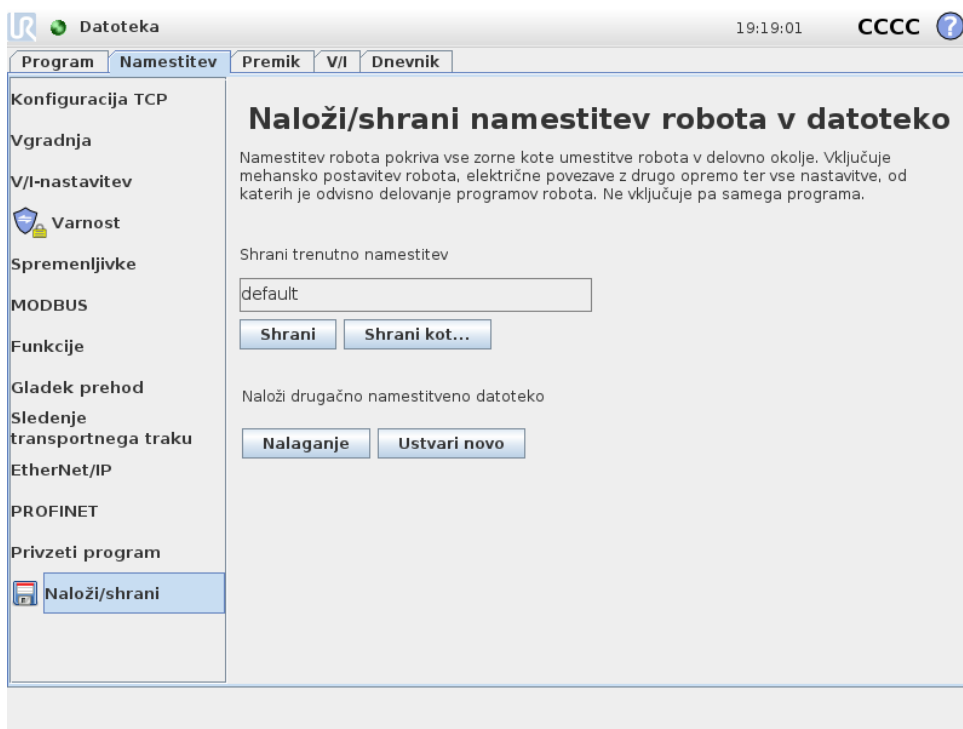 UR Datoteka 19:19:01 CCCC ?
Program Namestitev Premik V/I Dnevnik
Konfiguracija TCP
Vgradnja
V/I-nastavitev
Varnost
Spremenljivke
MODBUS
Funkcije
Gladek prehod
Sledenje
transportnega traku
EtherNet/IP
PROFINET
Privzeti program
Naloži/shrani
Naloži/shrani namestitev robota v datoteko
Namestitev robota pokriva vse zorne kote umestitve robota v delovno okolje. Vključuje
mehansko postavitev robota, električne povezave z drugo opremo ter vse nastavitve, od
katerih je odvisno delovanje programov robota. Ne vključuje pa samega programa.
Shrani trenutno namestitev
default
Shrani Shrani kot...
Naloži drugačno namestitveno datoteko
Nalaganje Ustvari novo